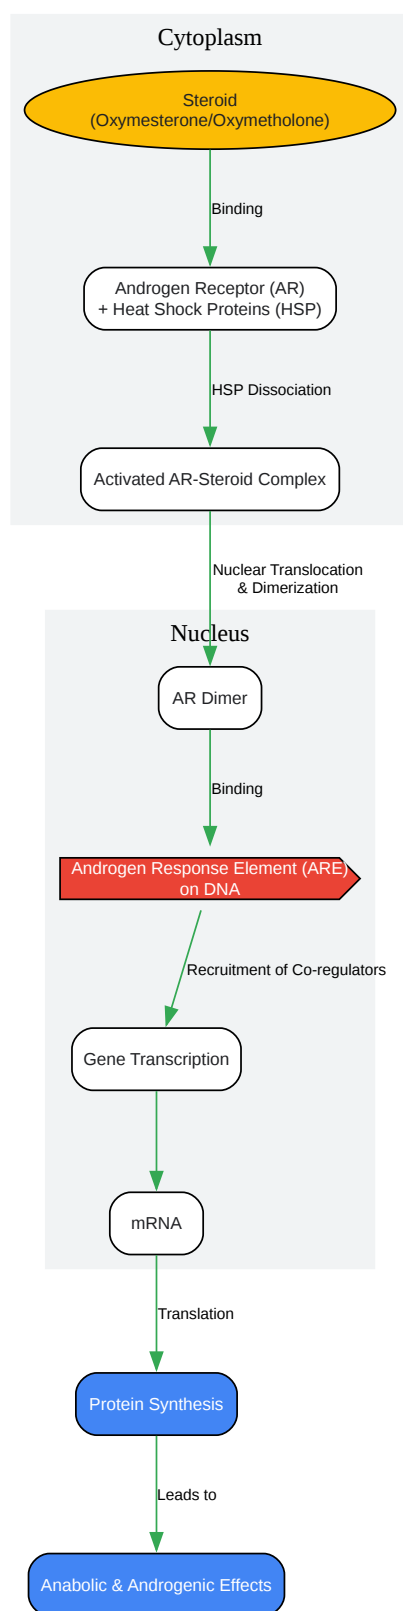 Cytoplasm
Steroid
(Oxymesterone/Oxymetholone)
Binding
Androgen Receptor (AR)
+ Heat Shock Proteins (HSP)
HSP Dissociation
Activated AR-Steroid Complex
Nuclear Translocation
& Dimerization
Nucleus
AR Dimer
Binding
Androgen Response Element (ARE)
on DNA
Recruitment of Co-regulators
Gene Transcription
mRNA
Translation
Protein Synthesis
Leads to
Anabolic & Androgenic Effects